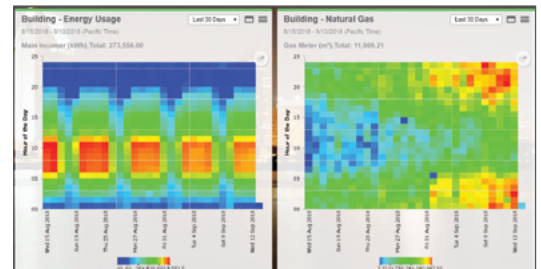 Building - Energy Usage
Last 30 Days
8/15/2018 - 9/13/2018 (Pacific Time)
Main Incomer (kWh), Total: 273,556.00
25
20
15
10
05
00
Hour of the Day
Wed 15 Aug 2018
Sun 19 Aug 2018
Thu 23 Aug 2018
Mon 27 Aug 2018
Fri 31 Aug 2018
Tue 4 Sep 2018
Sat 8 Sep 2018
Wed 12 Sep 2018
Building - Natural Gas
Last 30 Days
8/15/2018 - 9/13/2018 (Pacific Time)
Gas Meter (m³), Total: 11,086.21
25
20
15
10
05
00
Hour of the Day
Wed 15 Aug 2018
Sun 19 Aug 2018
Thu 23 Aug 2018
Mon 27 Aug 2018
Fri 31 Aug 2018
Tue 4 Sep 2018
Sat 8 Sep 2018
Wed 12 Sep 2018